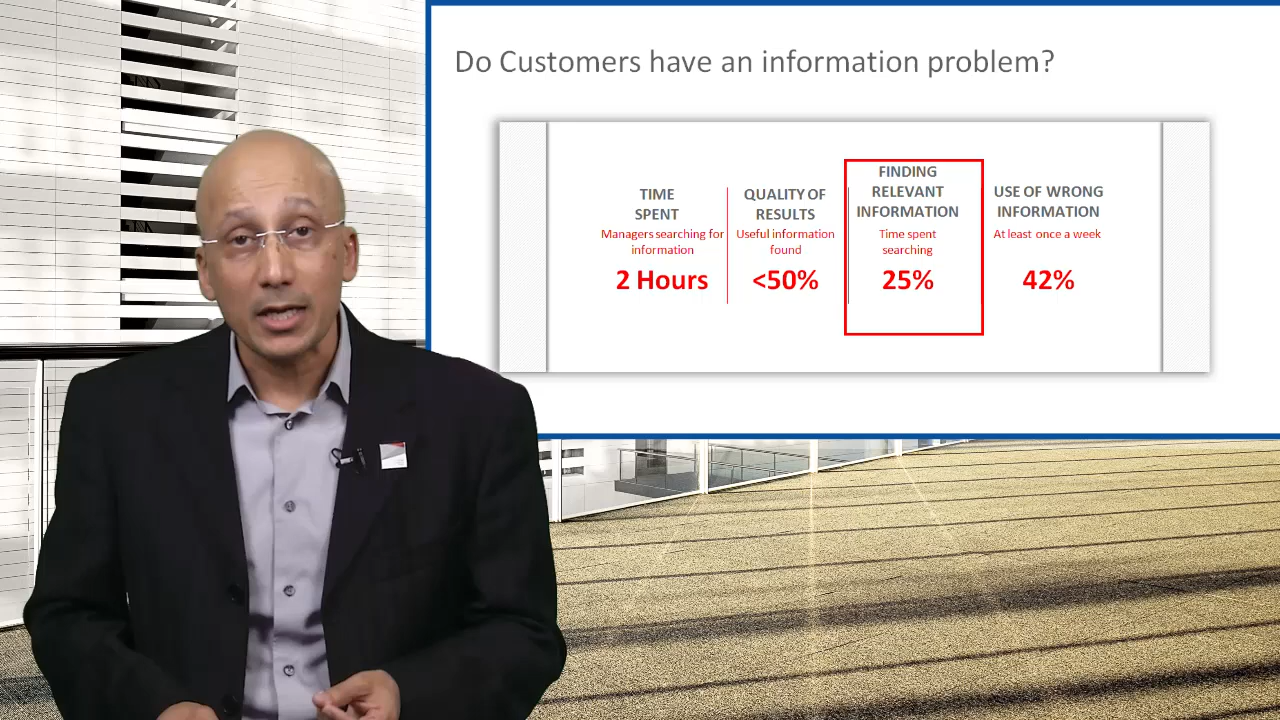 Do Customers have an information problem?
TIME
SPENT
Managers searching for
information
2 Hours
QUALITY OF
RESULTS
Useful information
found
<50%
FINDING
RELEVANT
INFORMATION
Time spent
searching
25%
USE OF WRONG
INFORMATION
At least once a week
42%